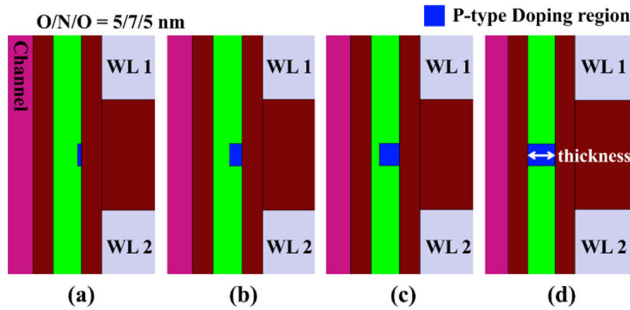 O/N/O = 5/7/5 nm
P-type Doping region
Channel
WL 1
WL 1
WL 1
WL 1
thickness
WL 2
WL 2
WL 2
WL 2
(a)
(b)
(c)
(d)